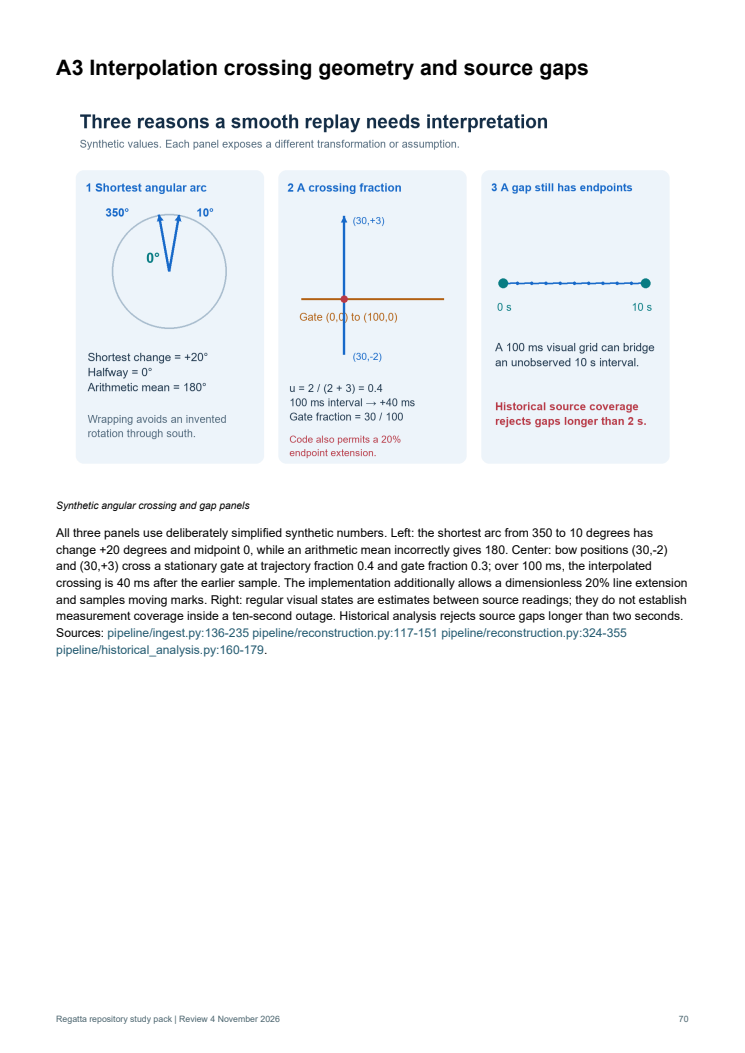 A3 Interpolation crossing geometry and source gaps
Three reasons a smooth replay needs interpretation
Synthetic values. Each panel exposes a different transformation or assumption.
1 Shortest angular arc
350°
10°
0°
Shortest change = +20°
Halfway = 0°
Arithmetic mean = 180°
Wrapping avoids an invented
rotation through south.
2 A crossing fraction
(30,+3)
Gate (0,0) to (100,0)
(30,-2)
u = 2 / (2 + 3) = 0.4
100 ms interval → +40 ms
Gate fraction = 30 / 100
Code also permits a 20%
endpoint extension.
3 A gap still has endpoints
0 s
10 s
A 100 ms visual grid can bridge
an unobserved 10 s interval.
Historical source coverage
rejects gaps longer than 2 s.
Synthetic angular crossing and gap panels
All three panels use deliberately simplified synthetic numbers. Left: the shortest arc from 350 to 10 degrees has
change +20 degrees and midpoint 0, while an arithmetic mean incorrectly gives 180. Center: bow positions (30,-2)
and (30,+3) cross a stationary gate at trajectory fraction 0.4 and gate fraction 0.3; over 100 ms, the interpolated
crossing is 40 ms after the earlier sample. The implementation additionally allows a dimensionless 20% line extension
and samples moving marks. Right: regular visual states are estimates between source readings; they do not establish
measurement coverage inside a ten-second outage. Historical analysis rejects source gaps longer than two seconds.
Sources: pipeline/ingest.py:136-235 pipeline/reconstruction.py:117-151 pipeline/reconstruction.py:324-355
pipeline/historical_analysis.py:160-179.
Regatta repository study pack | Review 4 November 2026
70